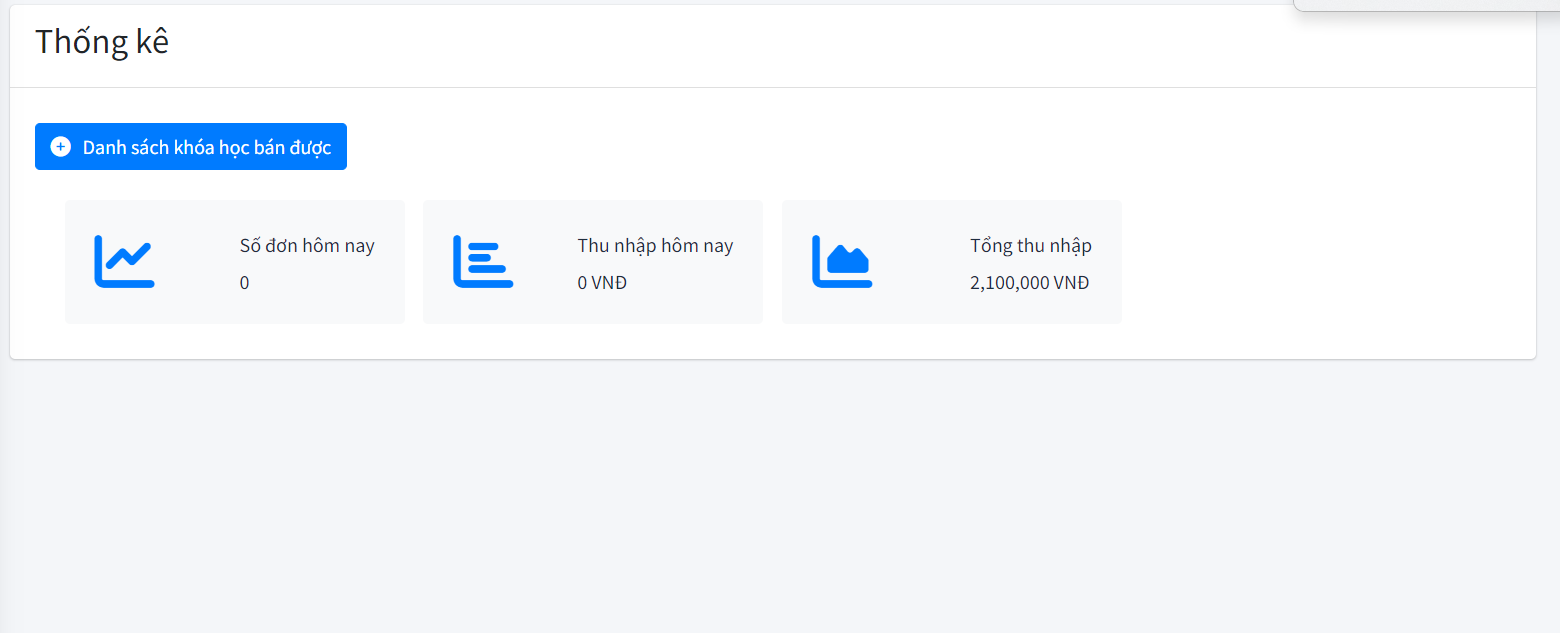 Thống kê
Danh sách khóa học bán được
Số đơn hôm nay
0
Thu nhập hôm nay
0 VNĐ
Tổng thu nhập
2,100,000 VNĐ